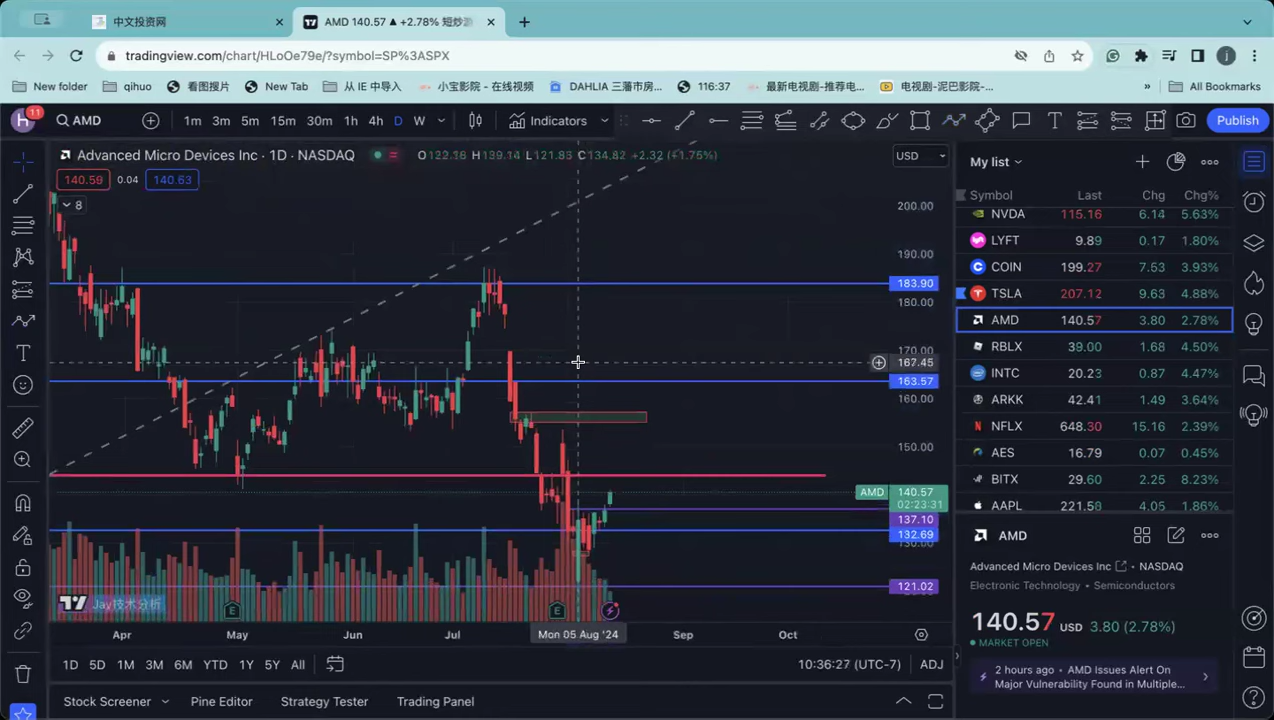 中文投资网
AMD 140.57 ▲ +2.78% 短炒游
tradingview.com/chart/HLoOe79e/?symbol=SP%3ASPX
j
New folder
qihuo
看图拍片
New Tab
从 IE 中导入
小宝影院 - 在线视频
DAHLIA 三藩市房...
116:37
最新电视剧-推荐电...
电视剧-泥巴影院-...
»
All Bookmarks
h 11
AMD
1m 3m 5m 15m 30m 1h 4h D W
Indicators
Publish
Advanced Micro Devices Inc · 1D · NASDAQ
O122.18 H139.14 L121.83 C134.82 +2.32 (+1.75%)
USD
140.59 0.04 140.63
8
200.00
190.00
183.90
180.00
170.00
167.45
163.57
160.00
150.00
AMD 140.57
02:23:31
137.10
132.69
130.00
121.02
Jay技术分析
E
E
Apr
May
Jun
Jul
Mon 05 Aug '24
Sep
Oct
1D 5D 1M 3M 6M YTD 1Y 5Y All
10:36:27 (UTC-7)
ADJ
Stock Screener
Pine Editor
Strategy Tester
Trading Panel
My list
Symbol Last Chg Chg%
NVDA 115.16 6.14 5.63%
LYFT 9.89 0.17 1.80%
COIN 199.27 7.53 3.93%
TSLA 207.12 9.63 4.88%
AMD 140.57 3.80 2.78%
RBLX 39.00 1.68 4.50%
INTC 20.23 0.87 4.47%
ARKK 42.41 1.49 3.64%
NFLX 648.30 15.16 2.39%
AES 16.79 0.07 0.45%
BITX 29.60 2.25 8.23%
AAPL 221.58 4.05 1.86%
AMD
Advanced Micro Devices Inc · NASDAQ
Electronic Technology · Semiconductors
140.57 USD 3.80 (2.78%)
MARKET OPEN
2 hours ago · AMD Issues Alert On
Major Vulnerability Found in Multiple...